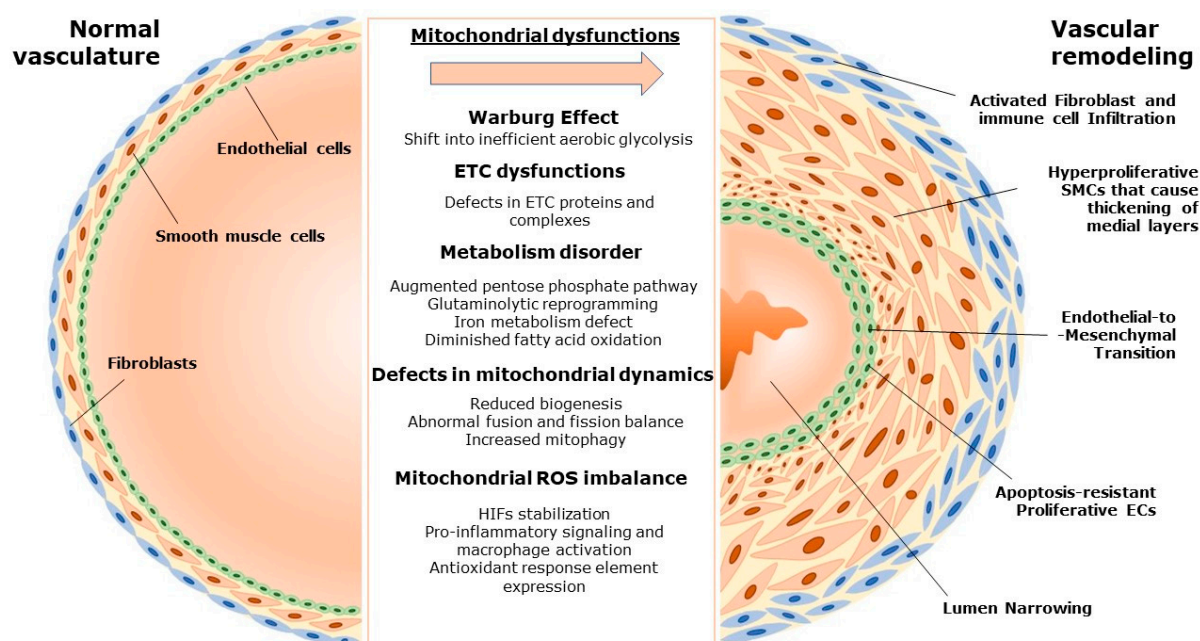 Normal
vasculature
Endothelial cells
Smooth muscle cells
Fibroblasts
Mitochondrial dysfunctions
Warburg Effect
Shift into inefficient aerobic glycolysis
ETC dysfunctions
Defects in ETC proteins and
complexes
Metabolism disorder
Augmented pentose phosphate pathway
Glutaminolytic reprogramming
Iron metabolism defect
Diminished fatty acid oxidation
Defects in mitochondrial dynamics
Reduced biogenesis
Abnormal fusion and fission balance
Increased mitophagy
Mitochondrial ROS imbalance
HIFs stabilization
Pro-inflammatory signaling and
macrophage activation
Antioxidant response element
expression
Vascular
remodeling
Activated Fibroblast and
immune cell Infiltration
Hyperproliferative
SMCs that cause
thickening of
medial layers
Endothelial-to
-Mesenchymal
Transition
Apoptosis-resistant
Proliferative ECs
Lumen Narrowing